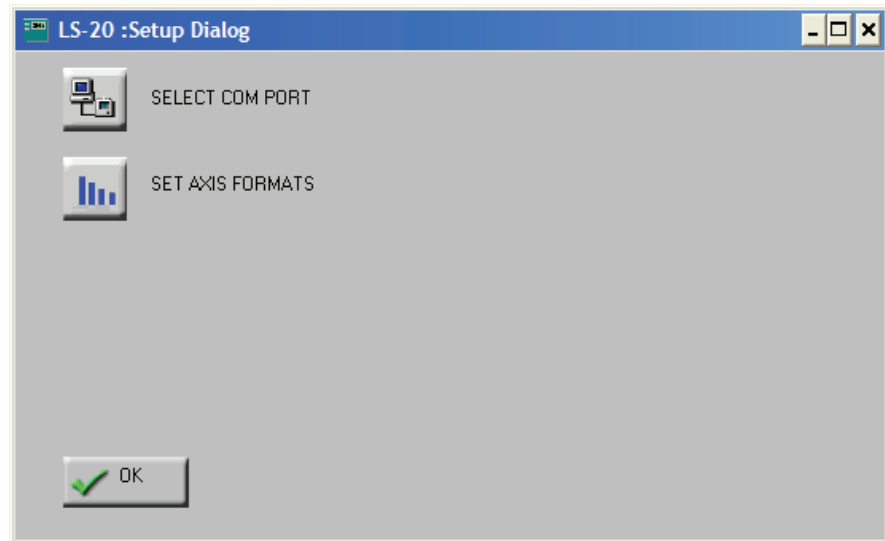 LS-20 :Setup Dialog
SELECT COM PORT
SET AXIS FORMATS
OK